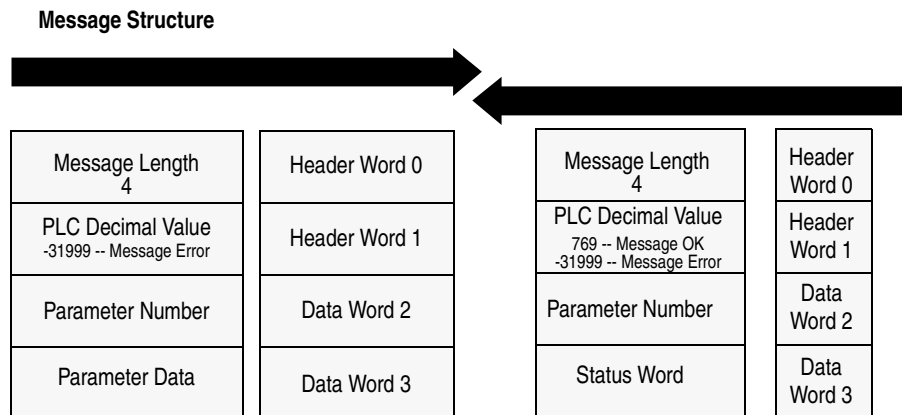 Message Structure
Message Length
4
Header Word 0
PLC Decimal Value
-31999 -- Message Error
Header Word 1
Parameter Number
Data Word 2
Parameter Data
Data Word 3
Message Length
4
Header
Word 0
PLC Decimal Value
769 -- Message OK
-31999 -- Message Error
Header
Word 1
Parameter Number
Data
Word 2
Status Word
Data
Word 3